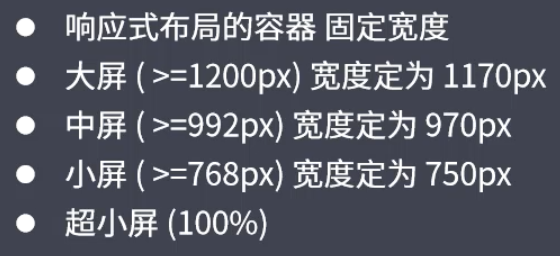 ● 响应式布局的容器 固定宽度
● 大屏 ( >=1200px) 宽度定为 1170px
● 中屏 ( >=992px) 宽度定为 970px
● 小屏 ( >=768px) 宽度定为 750px
● 超小屏 (100%)